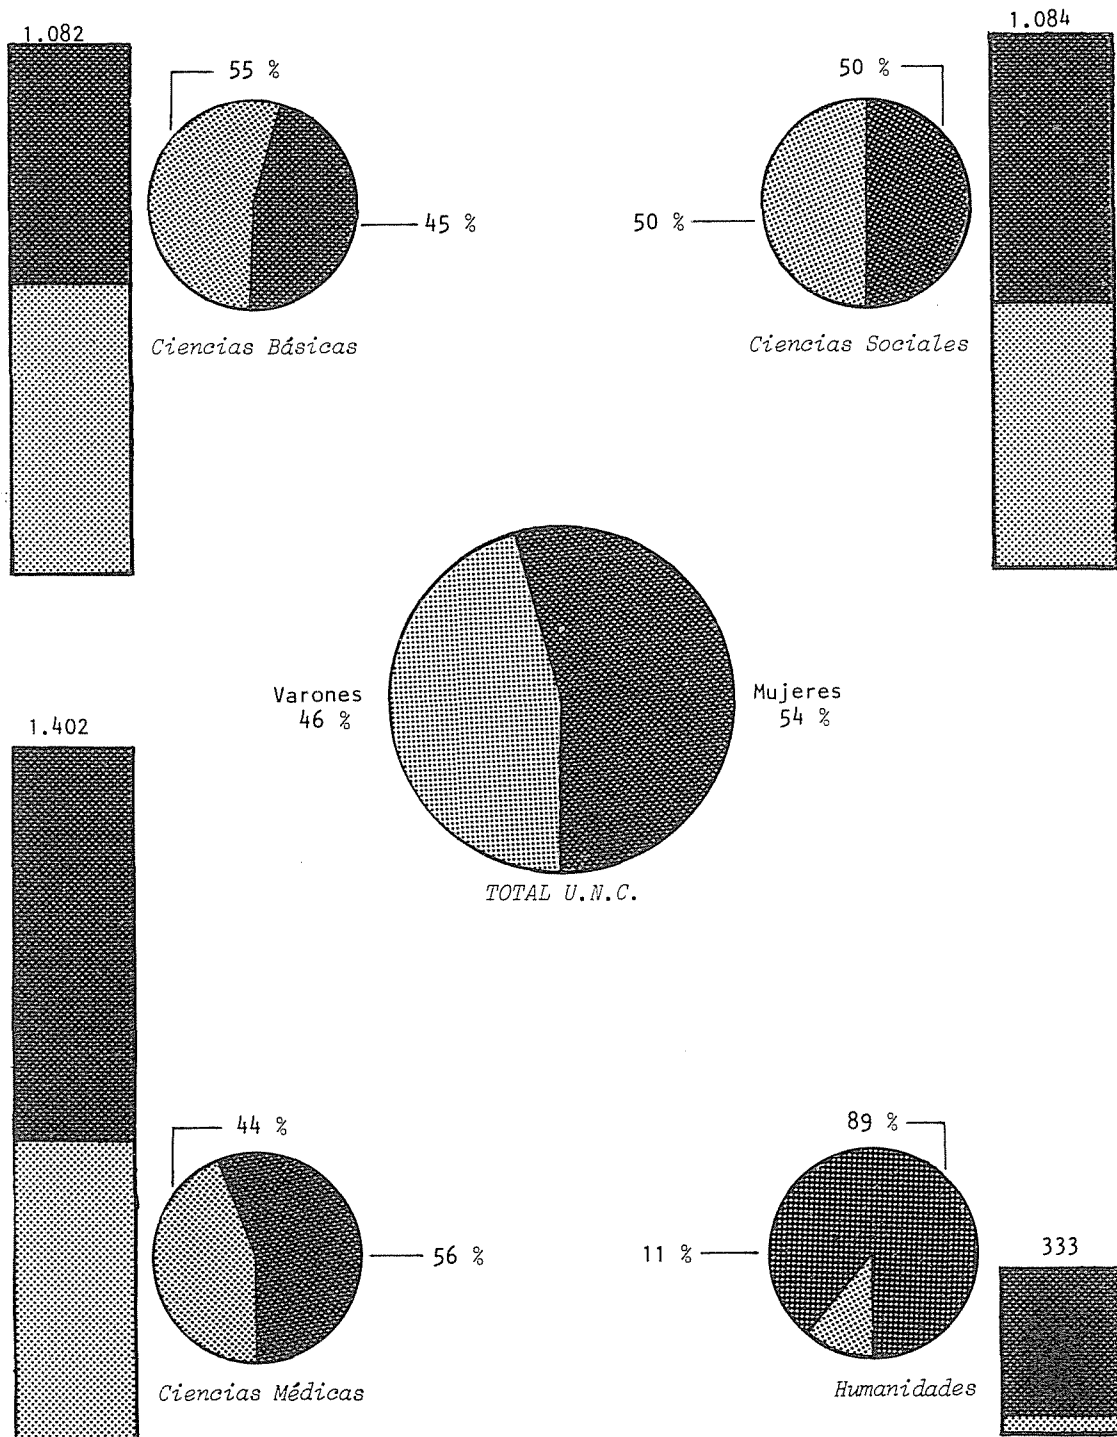 1.082
1.084
55 %
50 %
45 %
50 %
Ciencias Básicas
Ciencias Sociales
Varones
46 %
Mujeres
54 %
1.402
TOTAL U.N.C.
44 %
89 %
56 %
11 %
333
Ciencias Médicas
Humanidades